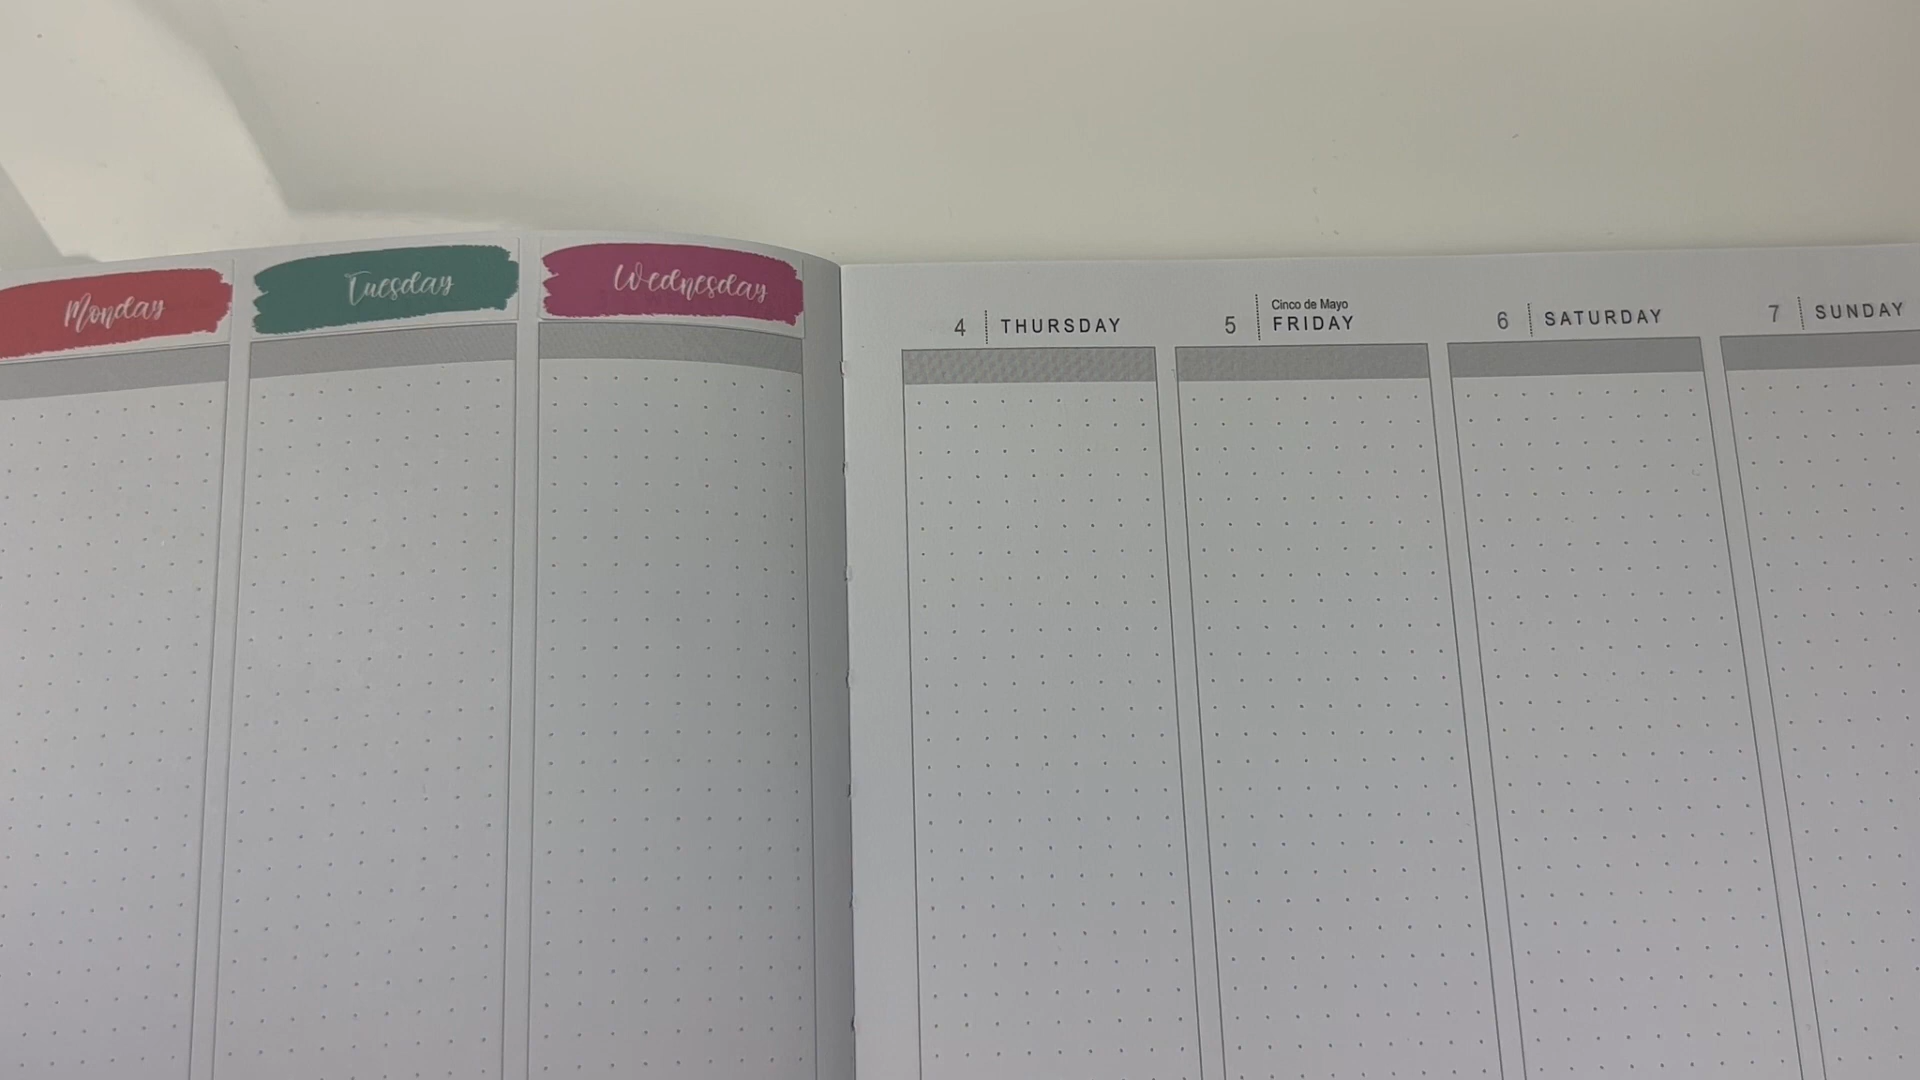 Monday
Tuesday
Wednesday
4 THURSDAY
Cinco de Mayo
5 FRIDAY
6 SATURDAY
7 SUNDAY